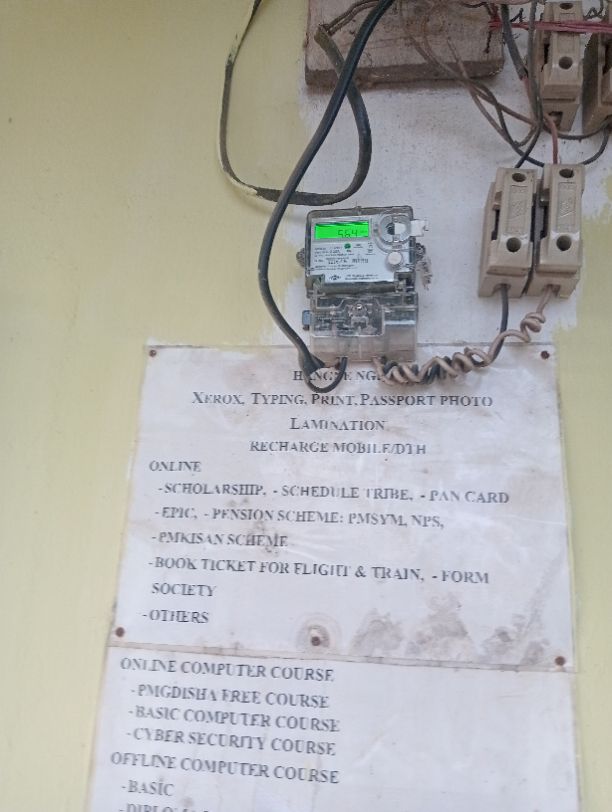 564
XEROX, TYPING, PRINT, PASSPORT PHOTO
LAMINATION
RECHARGE MOBILE/DTH
ONLINE
-SCHOLARSHIP, - SCHEDULE TRIBE, - PAN CARD
-EPIC, - PENSION SCHEME: PMSYM, NPS,
-PMKISAN SCHEME
-BOOK TICKET FOR FLIGHT & TRAIN, - FORM
SOCIETY
-OTHERS
ONLINE COMPUTER COURSE
-PMGDISHA FREE COURSE
-BASIC COMPUTER COURSE
-CYBER SECURITY COURSE
OFFLINE COMPUTER COURSE
-BASIC